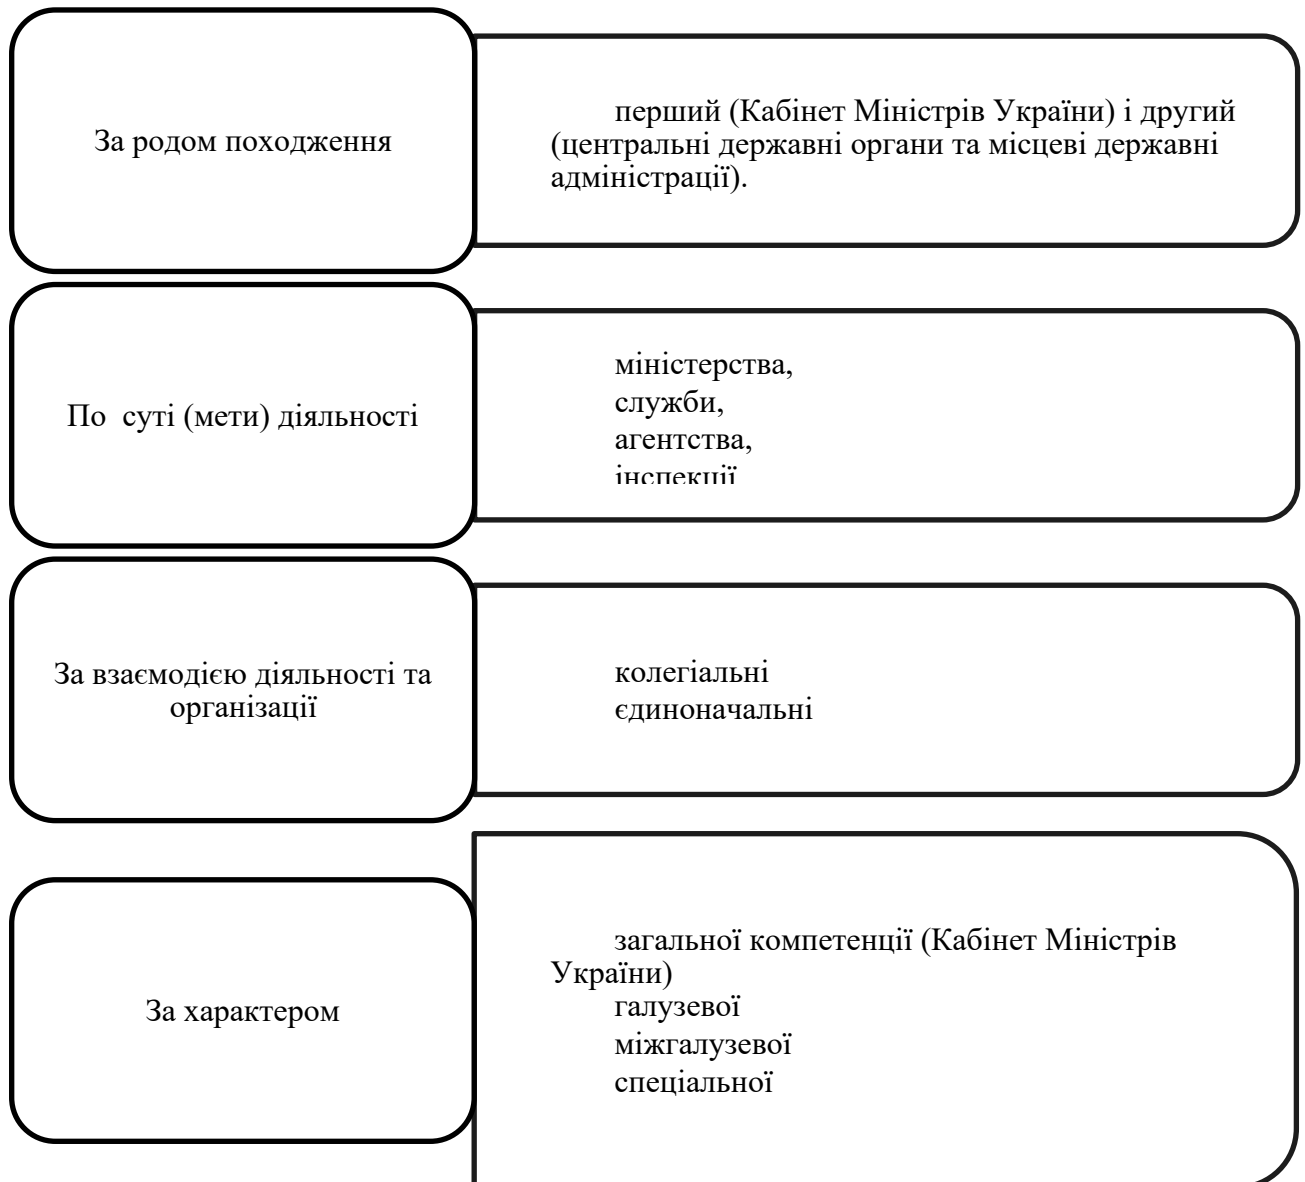 За родом походження
перший (Кабінет Міністрів України) і другий
(центральні державні органи та місцеві державні
адміністрації).
По суті (мети) діяльності
міністерства,
служби,
агентства,
інспекції
За взаємодією діяльності та
організації
колегіальні
єдиноначальні
За характером
загальної компетенції (Кабінет Міністрів
України)
галузевої
міжгалузевої
спеціальної